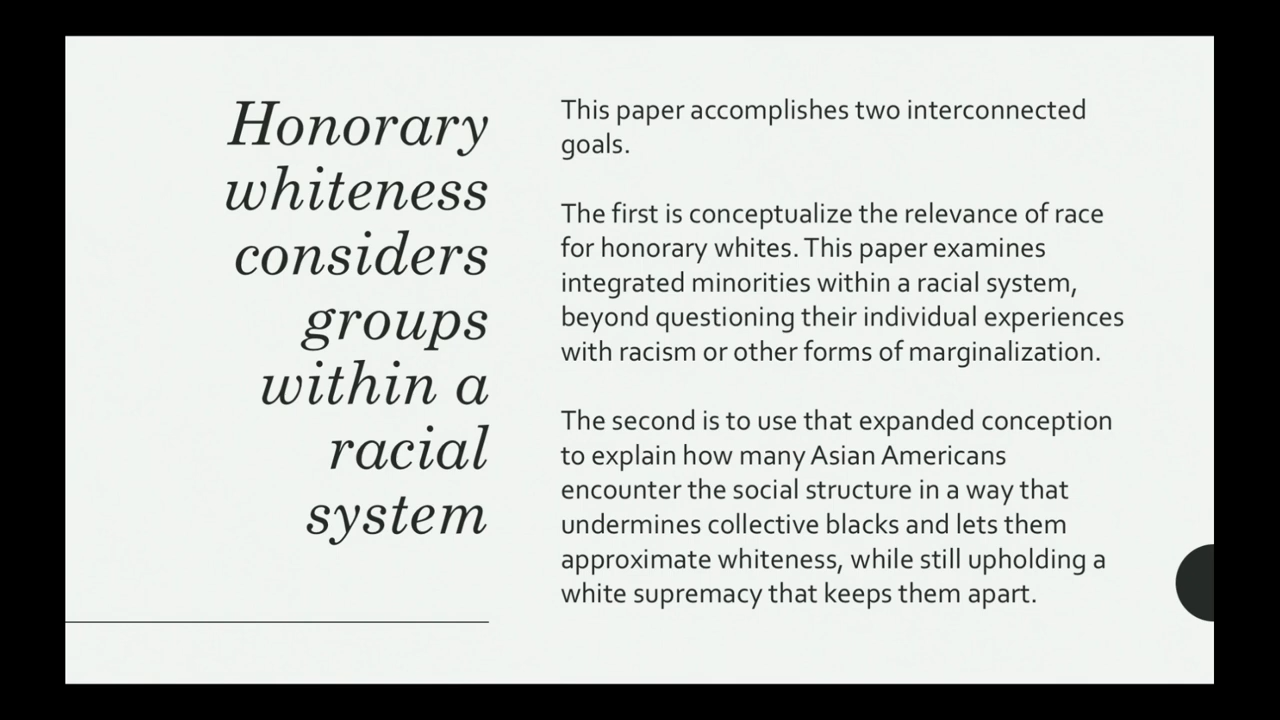 Honorary
whiteness
considers
groups
within a
racial
system
This paper accomplishes two interconnected
goals.
The first is conceptualize the relevance of race
for honorary whites. This paper examines
integrated minorities within a racial system,
beyond questioning their individual experiences
with racism or other forms of marginalization.
The second is to use that expanded conception
to explain how many Asian Americans
encounter the social structure in a way that
undermines collective blacks and lets them
approximate whiteness, while still upholding a
white supremacy that keeps them apart.